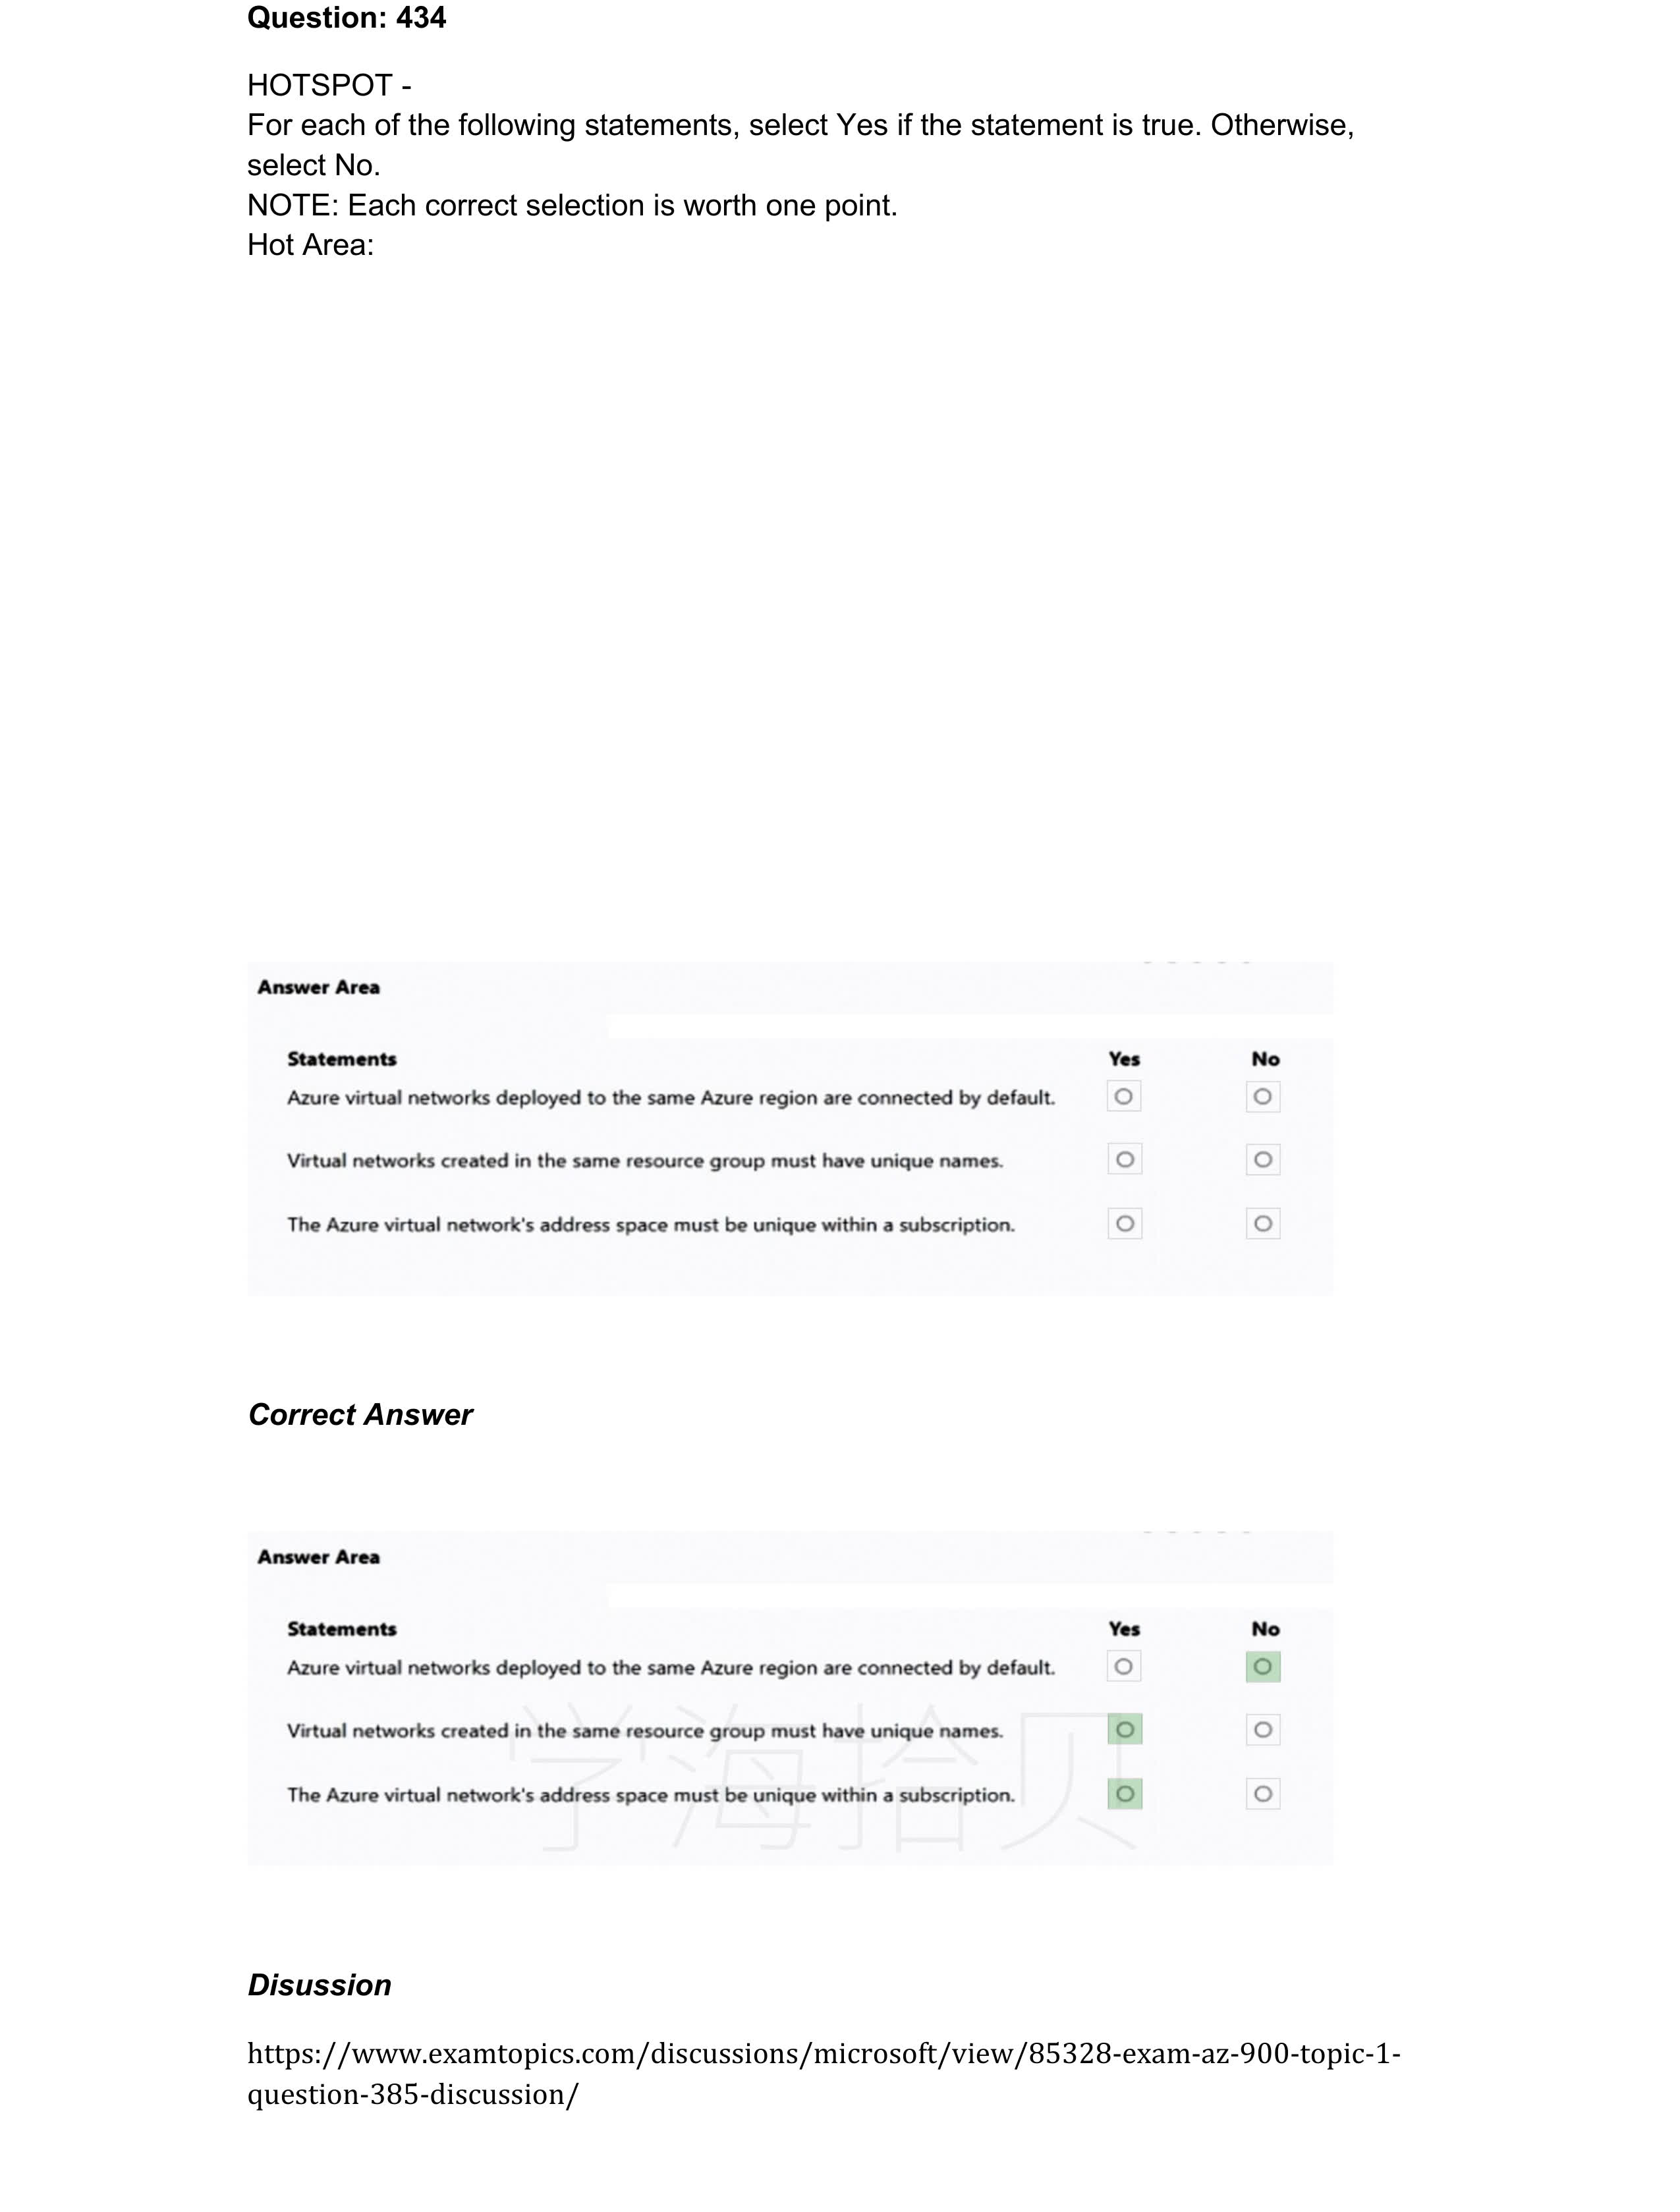 Question: 434
HOTSPOT -
For each of the following statements, select Yes if the statement is true. Otherwise,
select No.
NOTE: Each correct selection is worth one point.
Hot Area:
Answer Area
Statements Yes No
Azure virtual networks deployed to the same Azure region are connected by default.
Virtual networks created in the same resource group must have unique names.
The Azure virtual network's address space must be unique within a subscription.
Correct Answer
Answer Area
Statements Yes No
Azure virtual networks deployed to the same Azure region are connected by default.
Virtual networks created in the same resource group must have unique names.
The Azure virtual network's address space must be unique within a subscription.
学海拾贝
Disussion
https://www.examtopics.com/discussions/microsoft/view/85328-exam-az-900-topic-1-
question-385-discussion/